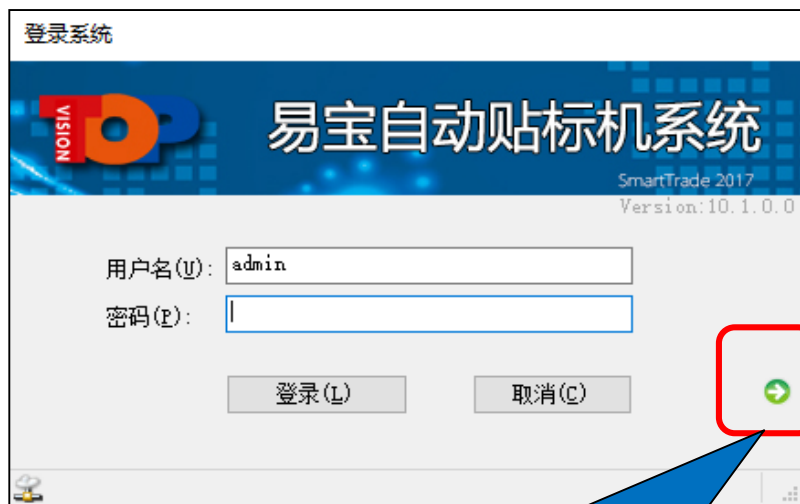 登录系统
VISION
TOP
易宝自动贴标机系统
SmartTrade 2017
Version:10.1.0.0
用户名(U):
admin
密码(P):
登录(L)
取消(C)